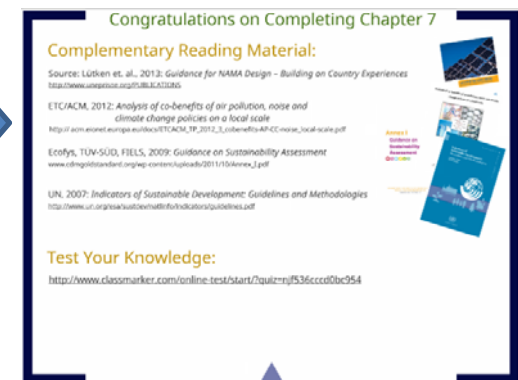 Congratulations on Completing Chapter 7
Complementary Reading Material:
Source: Lütken et. al., 2013: Guidance for NAMA Design – Building on Country Experiences
http://www.uneprisoe.org/PUBLICATIONS
ETC/ACM, 2012: Analysis of co-benefits of air pollution, noise and
climate change policies on a local scale
http:// acm.eionet.europa.eu/docs/ETCACM_TP_2012_3_cobenefits-AP-CC-noise_local-scale.pdf
Ecofys, TÜV-SÜD, FIELS, 2009: Guidance on Sustainability Assessment
www.cdmgoldstandard.org/wp-content/uploads/2011/10/Annex_I.pdf
Annex I
Guidance on
Sustainability
Assessment
UN, 2007: Indicators of Sustainable Development: Guidelines and Methodologies
http://www.un.org/esa/sustdev/natlinfo/indicators/guidelines.pdf
Test Your Knowledge:
http://www.classmarker.com/online-test/start/?quiz=njf536cccd0bc954